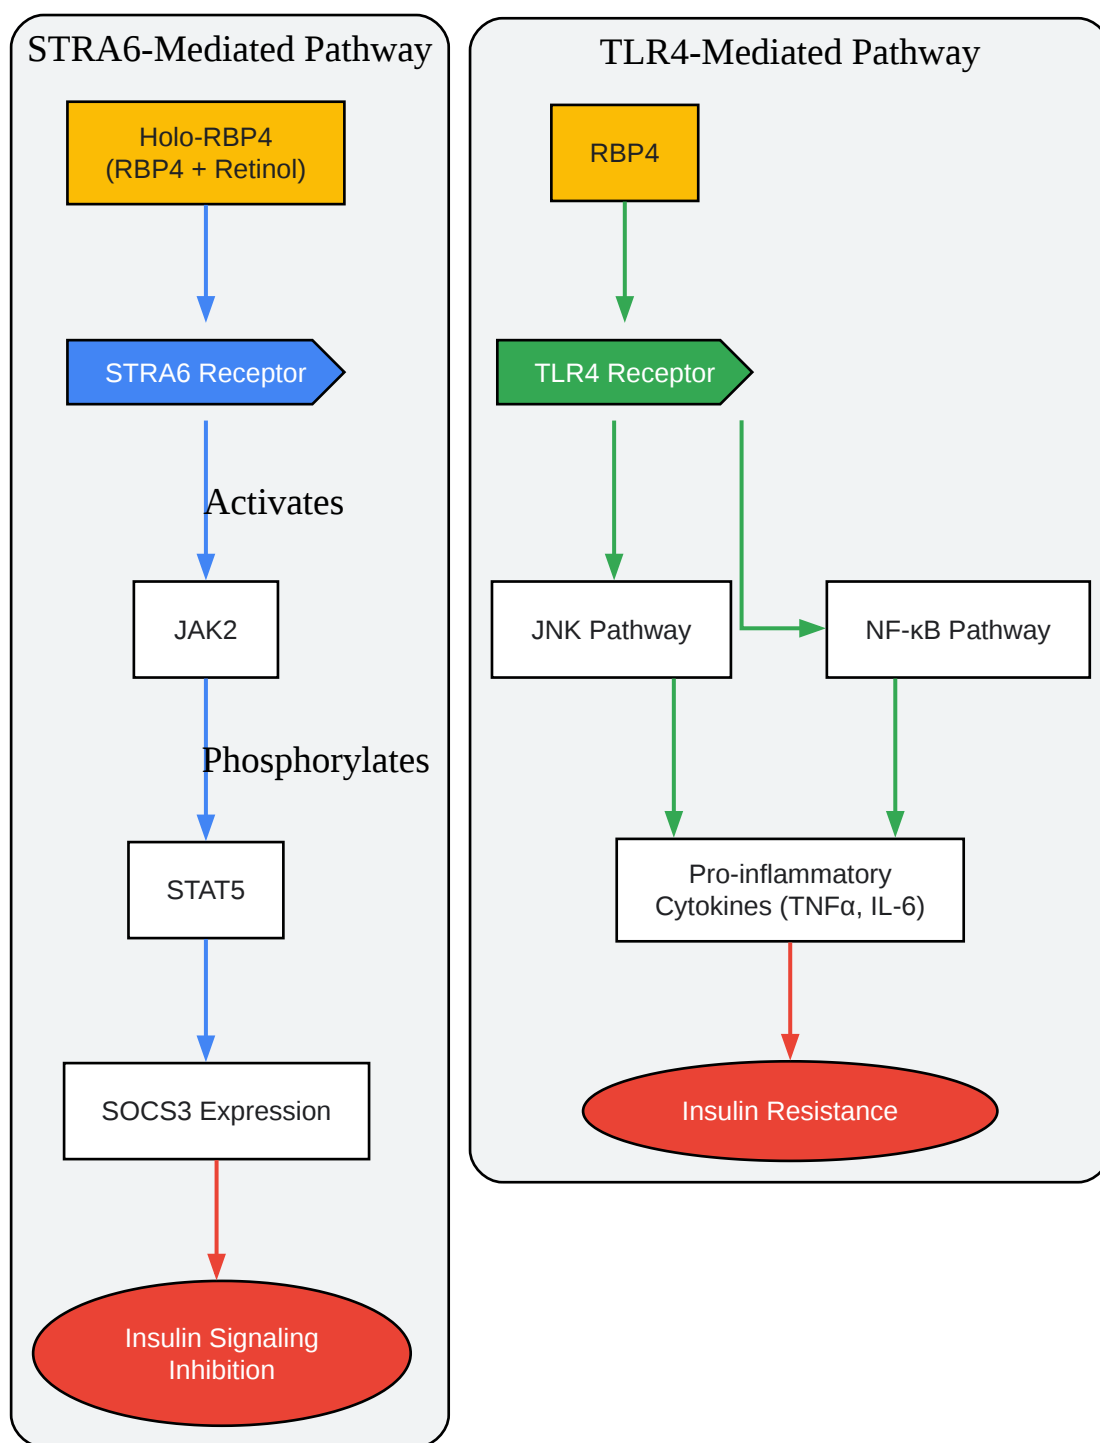 STRA6-Mediated Pathway
Holo-RBP4
(RBP4 + Retinol)
STRA6 Receptor
Activates
JAK2
Phosphorylates
STAT5
SOCS3 Expression
Insulin Signaling
Inhibition
TLR4-Mediated Pathway
RBP4
TLR4 Receptor
JNK Pathway
NF-κB Pathway
Pro-inflammatory
Cytokines (TNFα, IL-6)
Insulin Resistance